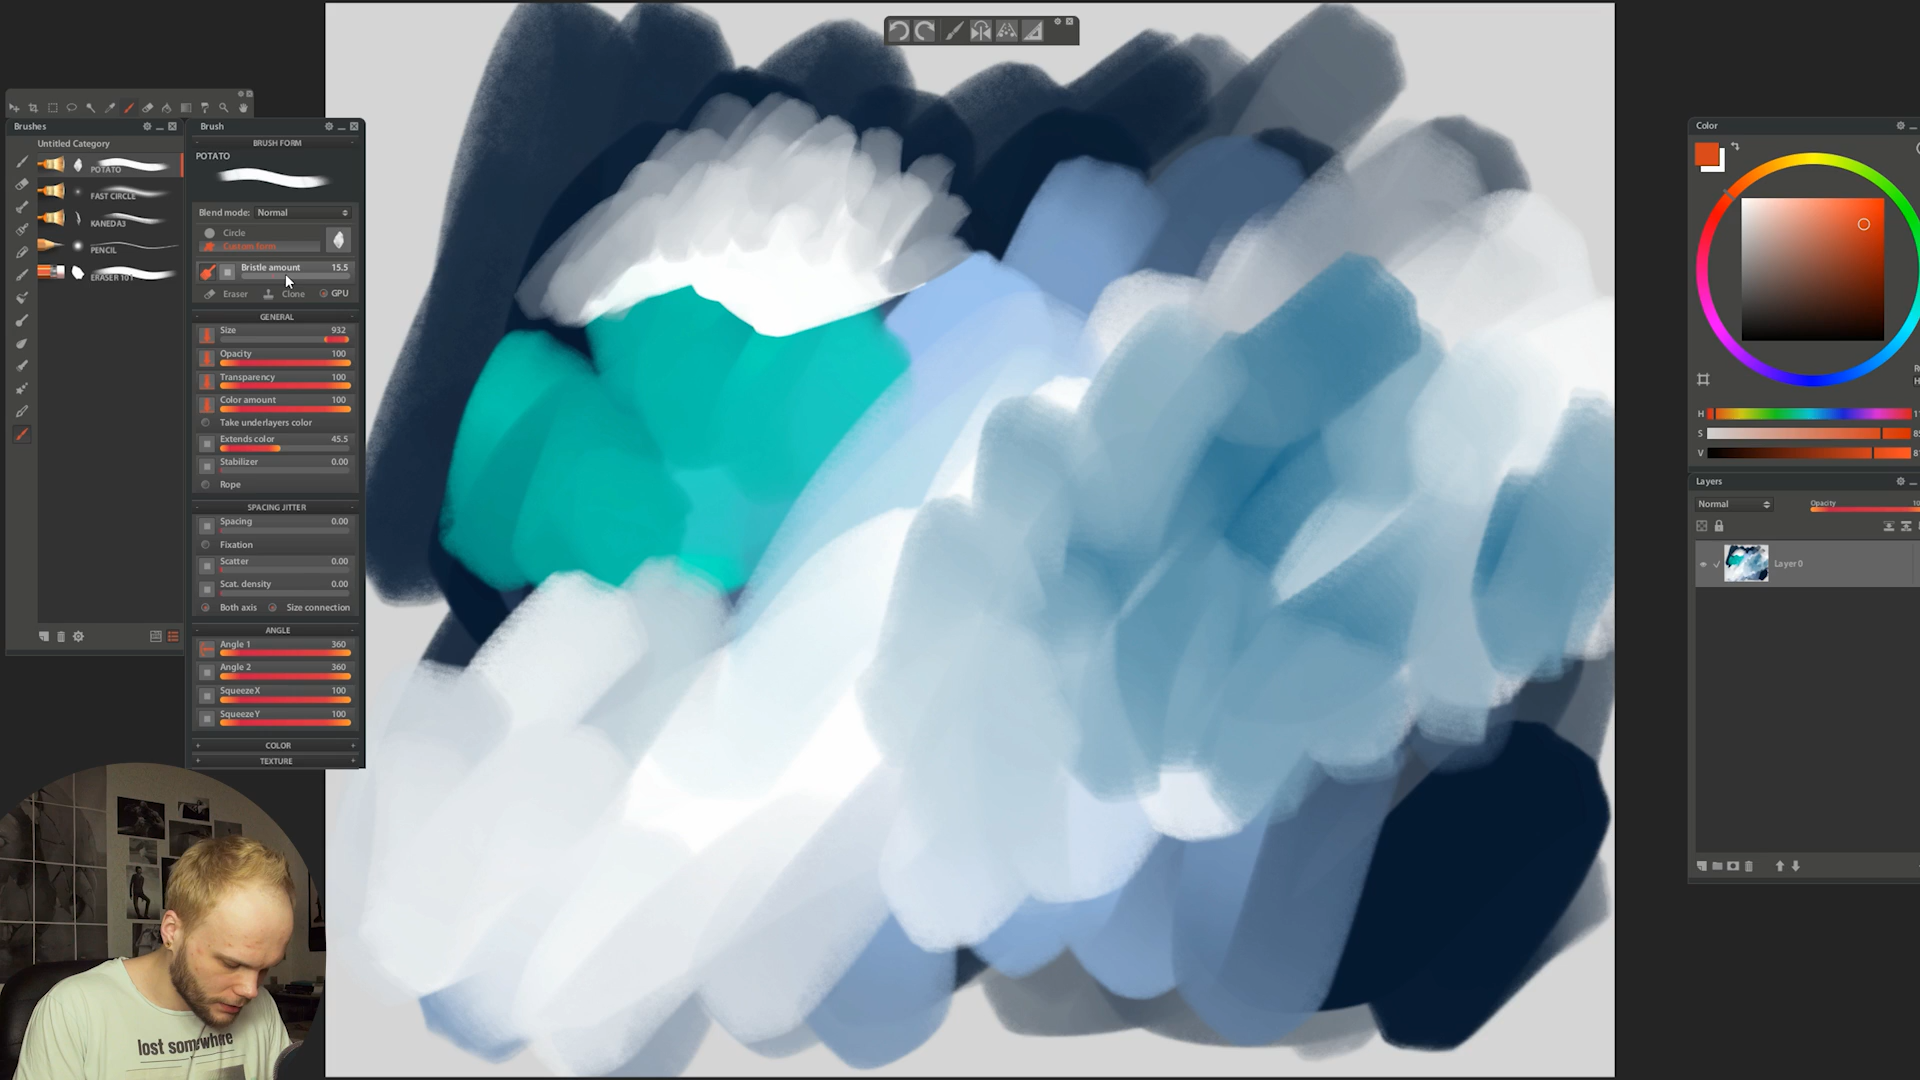 Brushes
Untitled Category
POTATO
FAST CIRCLE
KANEDA3
PENCIL
ERASER 101
Brush
BRUSH FORM
POTATO
Blend mode: Normal
Circle
Custom form
Bristle amount 15.5
Eraser Clone GPU
GENERAL
Size 932
Opacity 100
Transparency 100
Color amount 100
Take underlayers color
Extends color 45.5
Stabilizer 0.00
Rope
SPACING JITTER
Spacing 0.00
Fixation
Scatter 0.00
Scat. density 0.00
Both axis Size connection
ANGLE
Angle 1 360
Angle 2 360
SqueezeX 100
SqueezeY 100
COLOR
TEXTURE
lost somewhere
Color
H
S
V
Layers
Normal Opacity
Layer 0